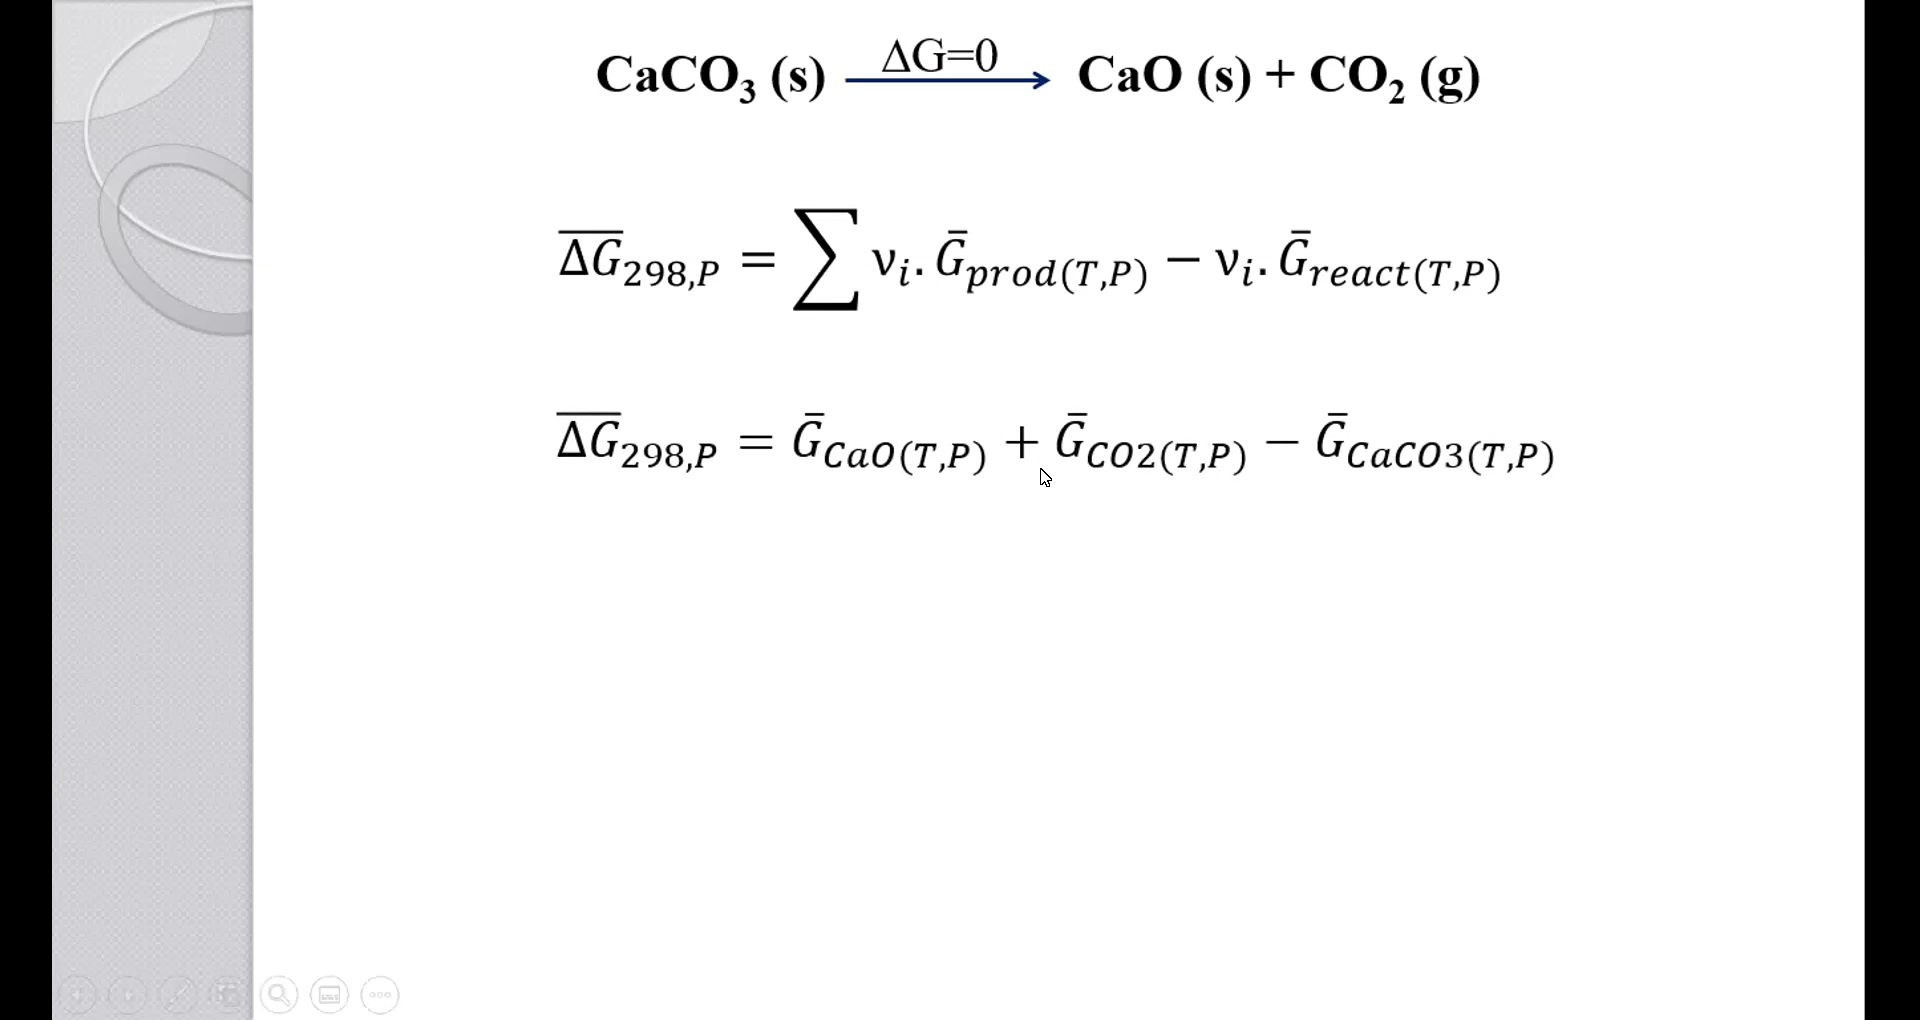 CaCO₃ (s) ΔG=0 → CaO (s) + CO₂ (g)
ΔG̅₂₉₈,P = ∑ νᵢ. G̅prod(T,P) − νᵢ. G̅react(T,P)
ΔG̅₂₉₈,P = G̅CaO(T,P) + G̅CO2(T,P) − G̅CaCO3(T,P)